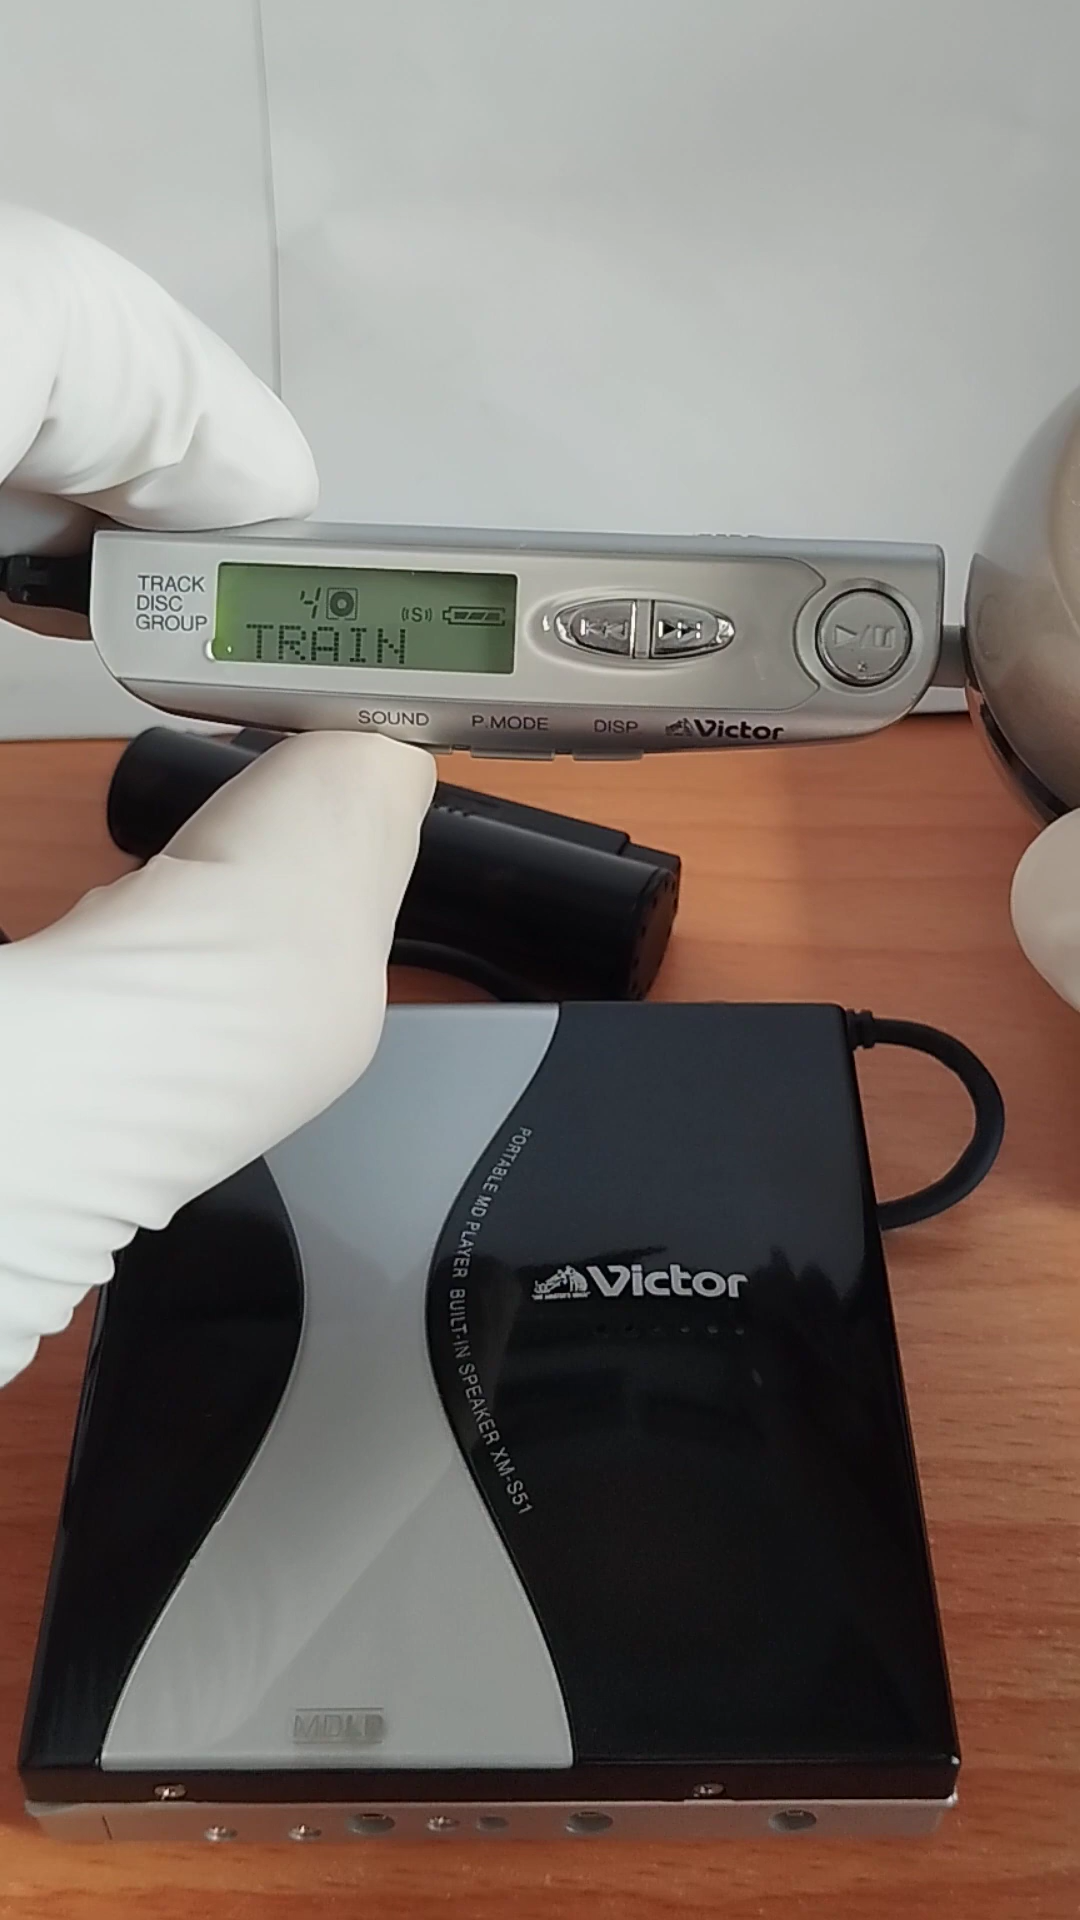 TRACK
DISC
GROUP
4
((S))
TRAIN
SOUND P.MODE DISP Victor
PORTABLE MD PLAYER BUILT-IN SPEAKER XM-S51
Victor
MDLP